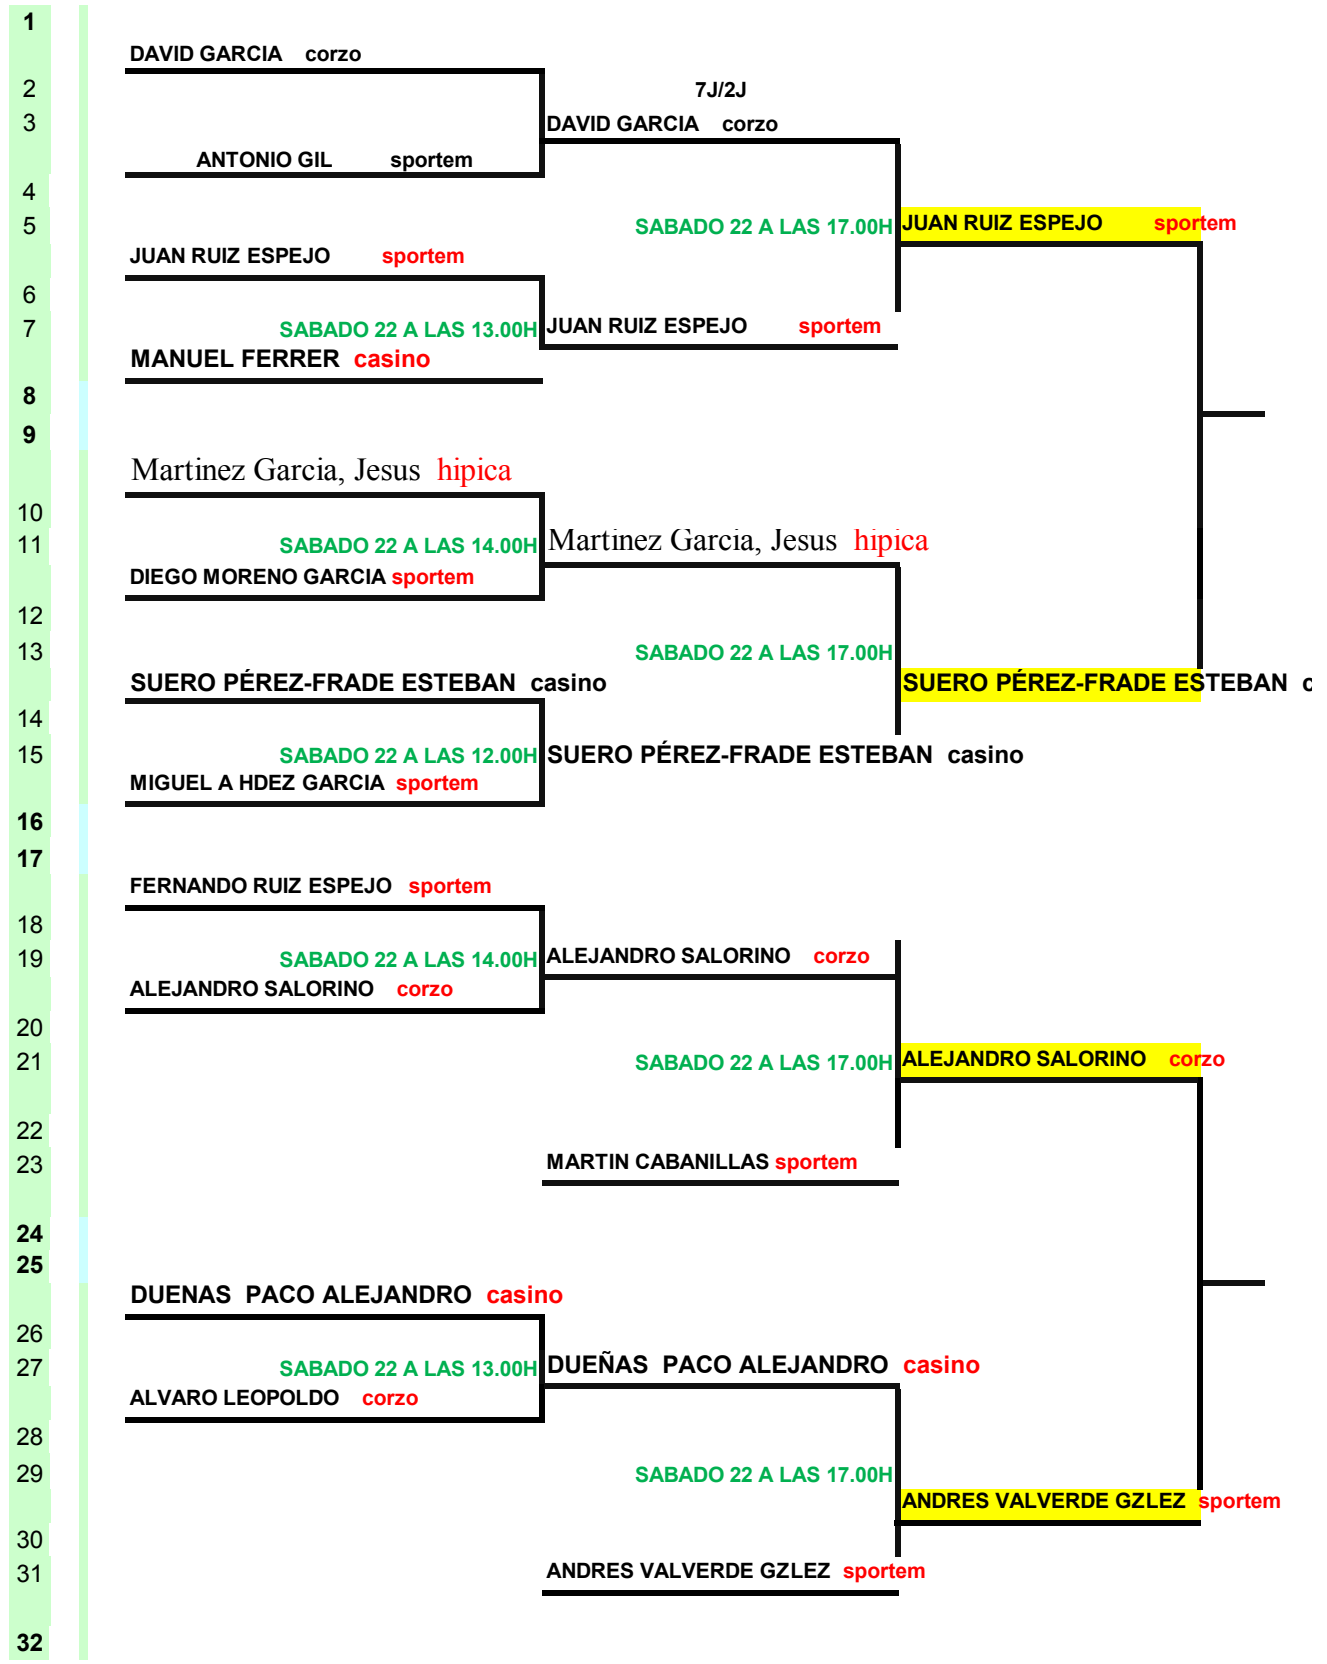 1
DAVID GARCIA corzo
2 7J/2J
3 DAVID GARCIA corzo
ANTONIO GIL sportem
4
5 SABADO 22 A LAS 17.00H JUAN RUIZ ESPEJO sportem
JUAN RUIZ ESPEJO sportem
6
7 SABADO 22 A LAS 13.00H JUAN RUIZ ESPEJO sportem
MANUEL FERRER casino
8
9
Martinez Garcia, Jesus hipica
10
11 SABADO 22 A LAS 14.00H Martinez Garcia, Jesus hipica
DIEGO MORENO GARCIA sportem
12
13 SABADO 22 A LAS 17.00H
SUERO PÉREZ-FRADE ESTEBAN casino SUERO PÉREZ-FRADE ESTEBAN c
14
15 SABADO 22 A LAS 12.00H SUERO PÉREZ-FRADE ESTEBAN casino
MIGUEL A HDEZ GARCIA sportem
16
17
FERNANDO RUIZ ESPEJO sportem
18
19 SABADO 22 A LAS 14.00H ALEJANDRO SALORINO corzo
ALEJANDRO SALORINO corzo
20
21 SABADO 22 A LAS 17.00H ALEJANDRO SALORINO corzo
22
23 MARTIN CABANILLAS sportem
24
25
DUENAS PACO ALEJANDRO casino
26
27 SABADO 22 A LAS 13.00H DUEÑAS PACO ALEJANDRO casino
ALVARO LEOPOLDO corzo
28
29 SABADO 22 A LAS 17.00H
ANDRES VALVERDE GZLEZ sportem
30
31 ANDRES VALVERDE GZLEZ sportem
32